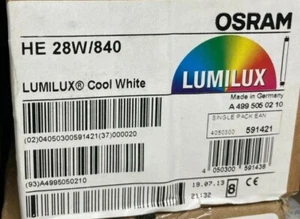 OSRAM
HE 28W/840
LUMILUX® Cool White
LUMILUX
Made in Germany
A 499 505 02 10
SINGLE PACK EAN
4050300 591421
(02)04050300591421(37)000020
(93)A4995050210
19.07.13
21:32
8
CE
4 050300 591438